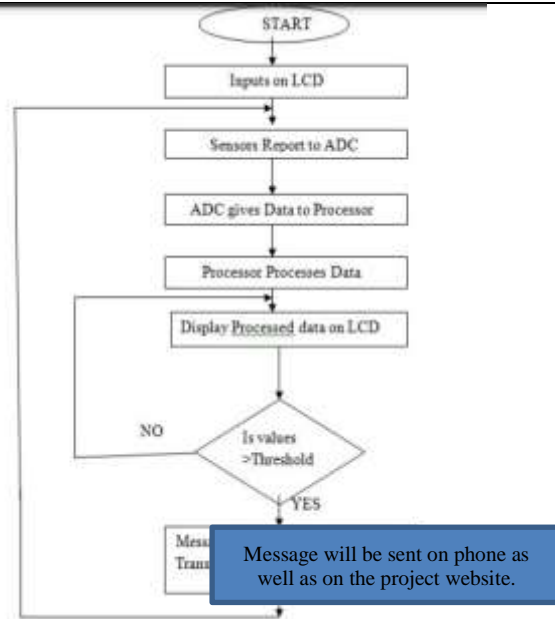 START
Inputs on LCD
Sensors Report to ADC
ADC gives Data to Processor
Processor Processes Data
Display Processed data on LCD
NO
Is values
>Threshold
YES
Message will be sent on phone as
well as on the project website.